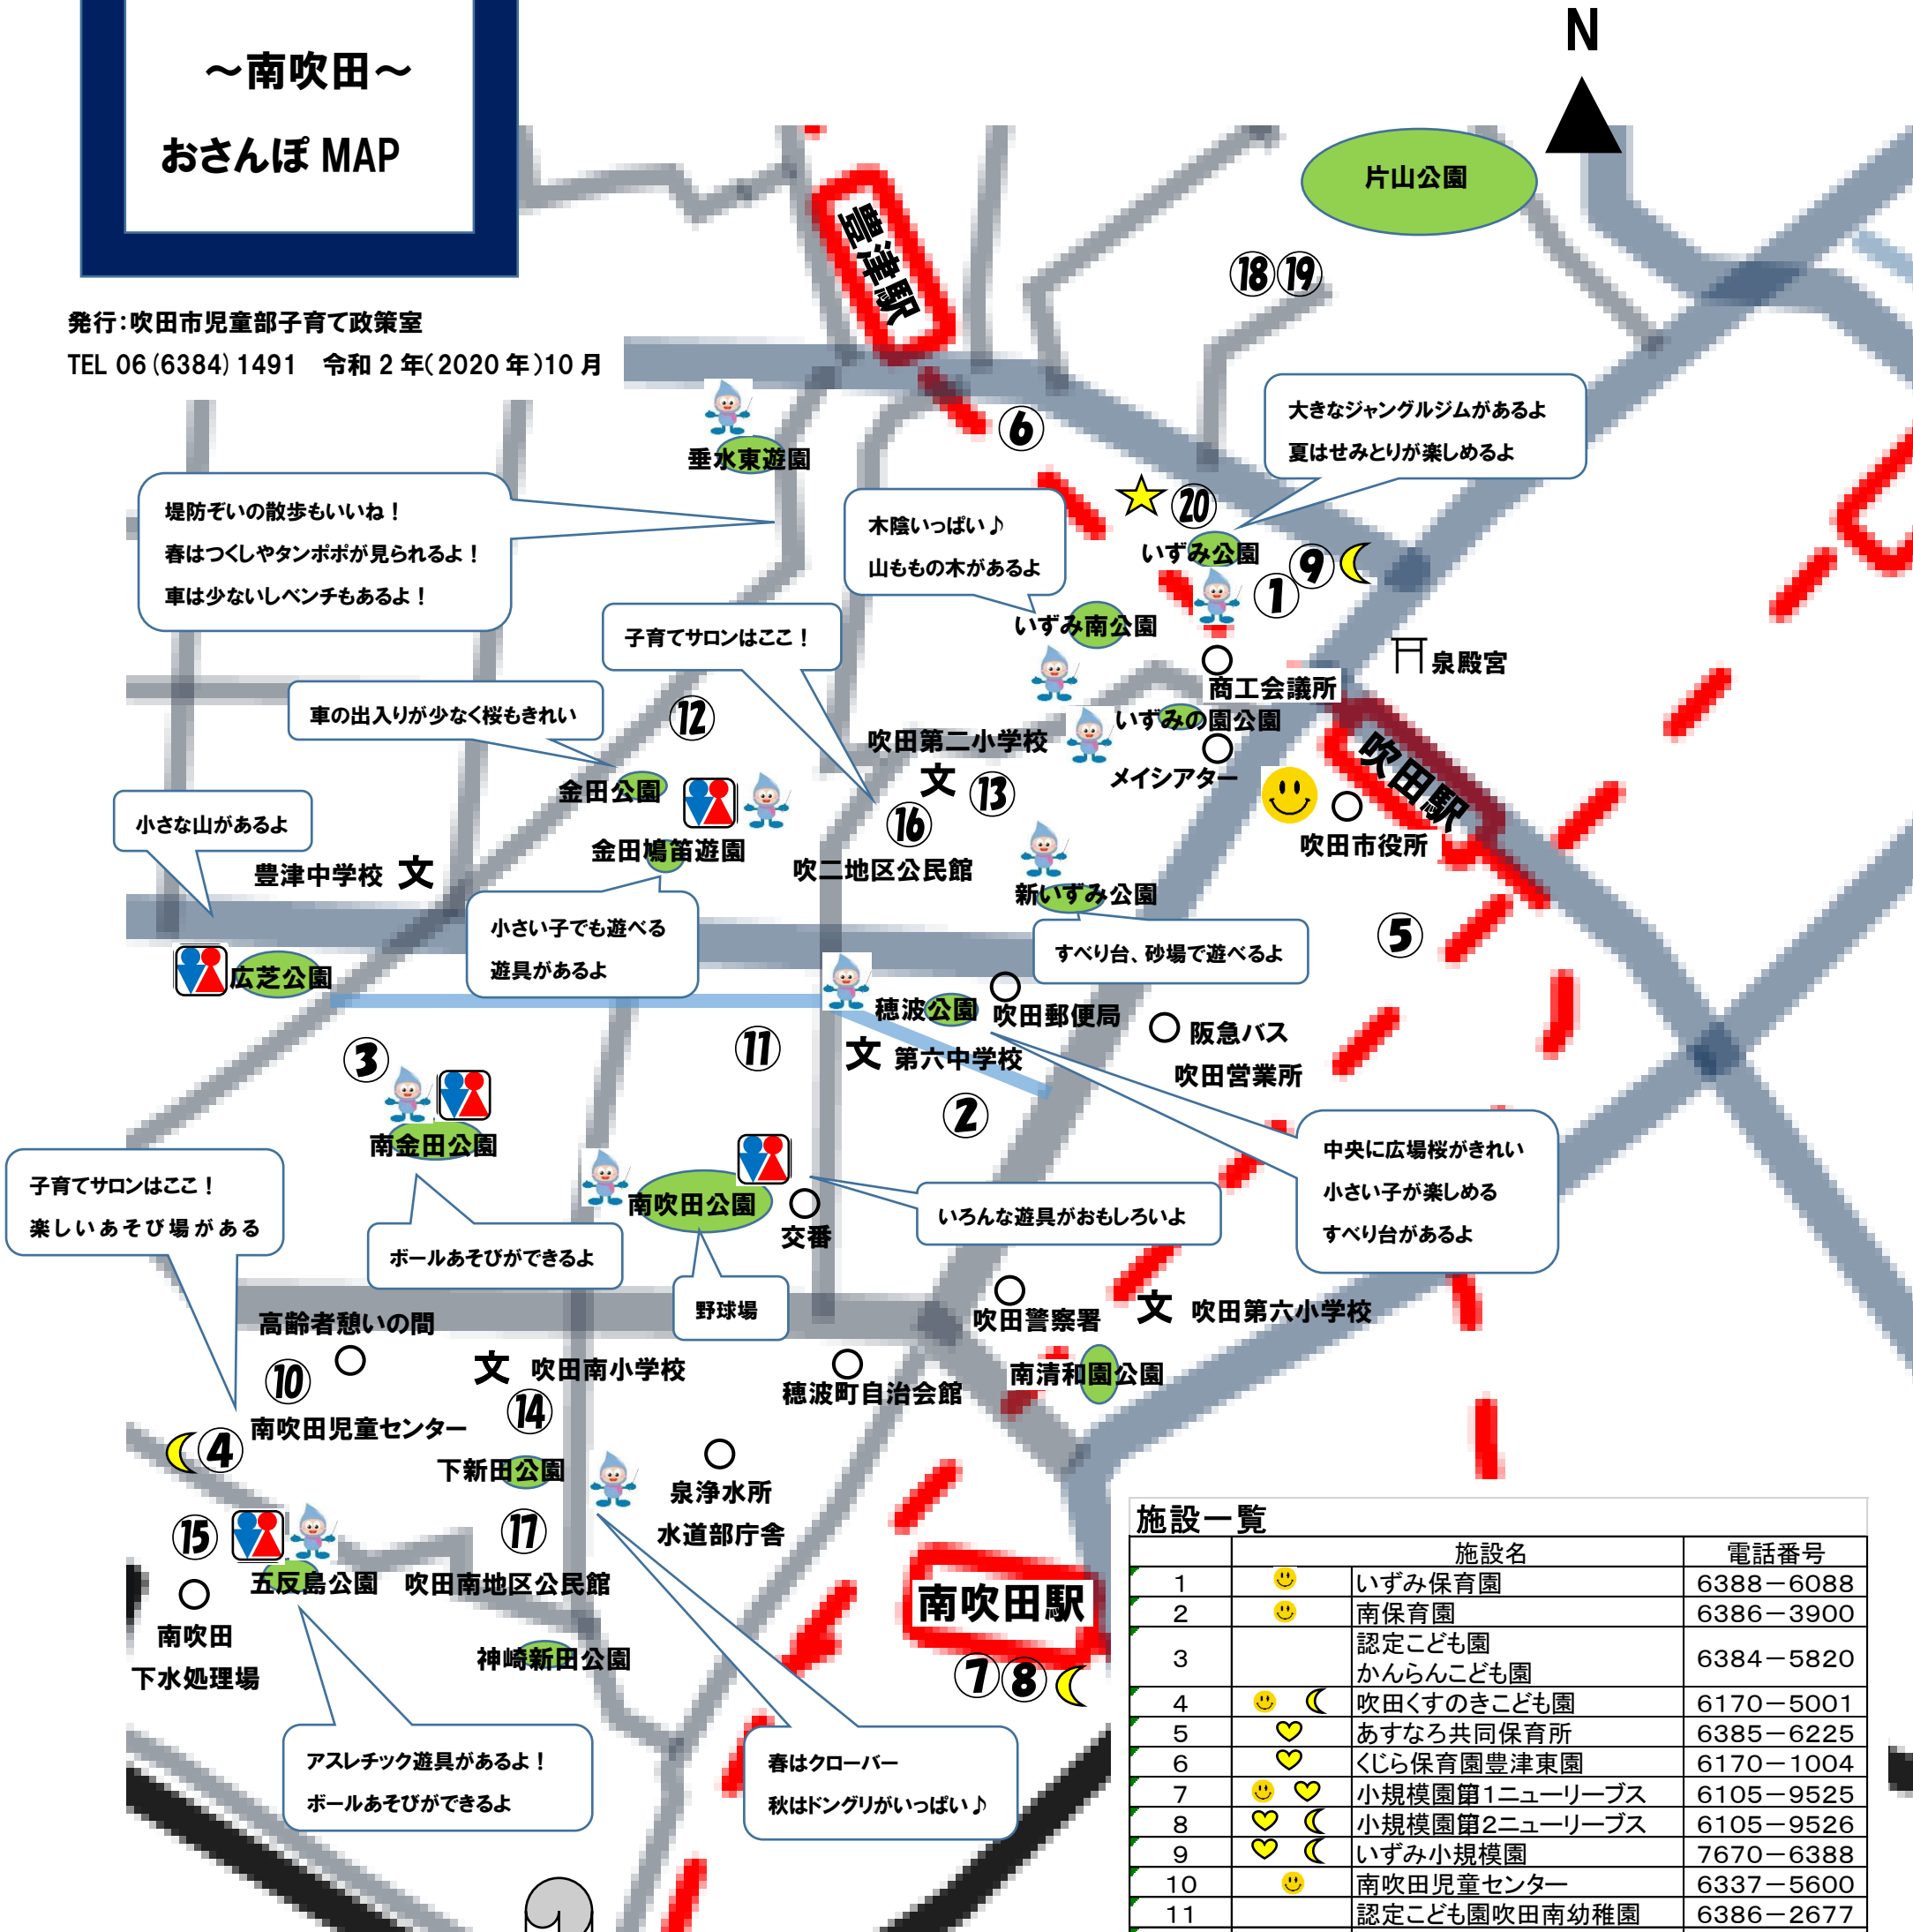 ～南吹田～
おさんぽ MAP
N
発行：吹田市児童部子育て政策室
TEL 06(6384)1491　令和 2 年(2020 年)10 月
片山公園
豊津駅
⑱⑲
⑥
大きなジャングルジムがあるよ
夏はせみとりが楽しめるよ
垂水東遊園
堤防ぞいの散歩もいいね！
春はつくしやタンポポが見られるよ！
車は少ないしベンチもあるよ！
木陰いっぱい♪
山ももの木があるよ
⑳
いずみ公園
⑨
①
子育てサロンはここ！
いずみ南公園
泉殿宮
商工会議所
車の出入りが少なく桜もきれい
⑫
いずみの園公園
吹田第二小学校
文
⑬
メイシアター
吹田駅
金田公園
小さな山があるよ
⑯
吹田市役所
金田鳩笛遊園
吹二地区公民館
豊津中学校 文
新いずみ公園
小さい子でも遊べる
遊具があるよ
すべり台、砂場で遊べるよ
⑤
広芝公園
穂波公園
吹田郵便局
阪急バス
吹田営業所
③
⑪
文 第六中学校
②
南金田公園
中央に広場桜がきれい
小さい子が楽しめる
すべり台があるよ
子育てサロンはここ！
楽しいあそび場がある
南吹田公園
交番
いろんな遊具がおもしろいよ
ボールあそびができるよ
野球場
高齢者憩いの間
吹田警察署
文 吹田第六小学校
⑩
文 吹田南小学校
穂波町自治会館
南清和園公園
南吹田児童センター
⑭
④
下新田公園
泉浄水所
水道部庁舎
⑮
⑰
五反島公園
吹田南地区公民館
南吹田
下水処理場
神崎新田公園
南吹田駅
⑦⑧
アスレチック遊具があるよ！
ボールあそびができるよ
春はクローバー
秋はドングリがいっぱい♪
施設一覧
施設名 電話番号
1 いずみ保育園 6388－6088
2 南保育園 6386－3900
3 認定こども園
かんらんこども園 6384－5820
4 吹田くすのきこども園 6170－5001
5 あすなろ共同保育所 6385－6225
6 くじら保育園豊津東園 6170－1004
7 小規模園第1ニューリーブス 6105－9525
8 小規模園第2ニューリーブス 6105－9526
9 いずみ小規模園 7670－6388
10 南吹田児童センター 6337－5600
11 認定こども園吹田南幼稚園 6386－2677